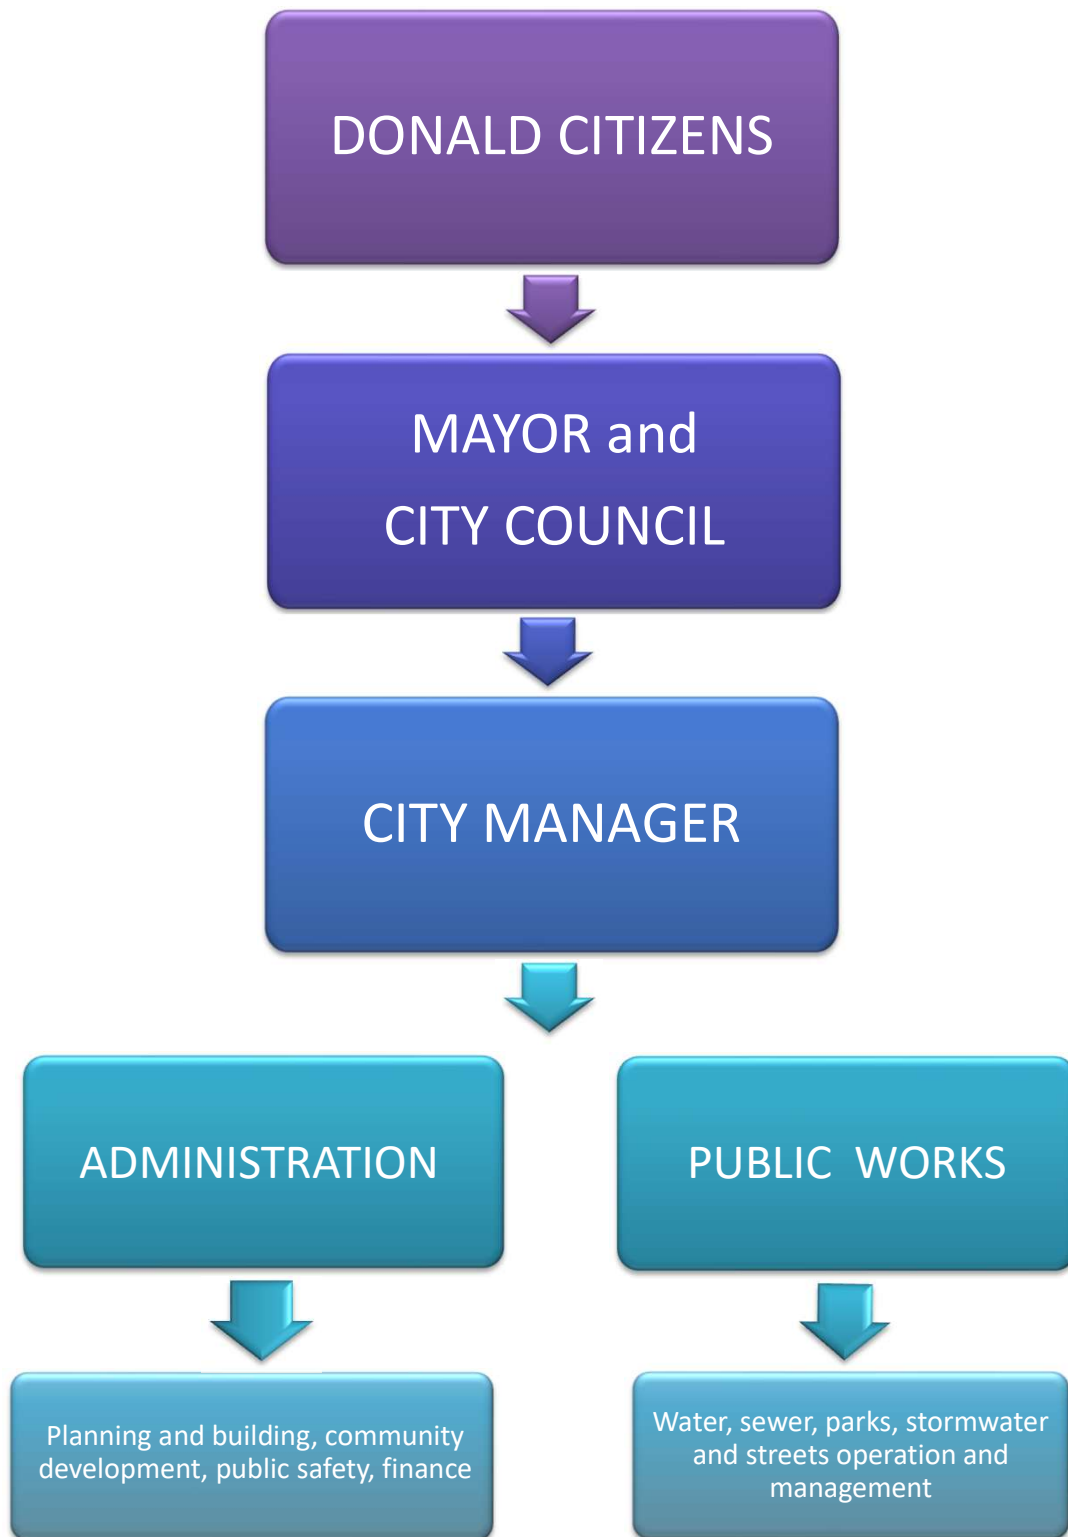 DONALD CITIZENS
MAYOR and
CITY COUNCIL
CITY MANAGER
ADMINISTRATION
PUBLIC WORKS
Planning and building, community
development, public safety, finance
Water, sewer, parks, stormwater
and streets operation and
management